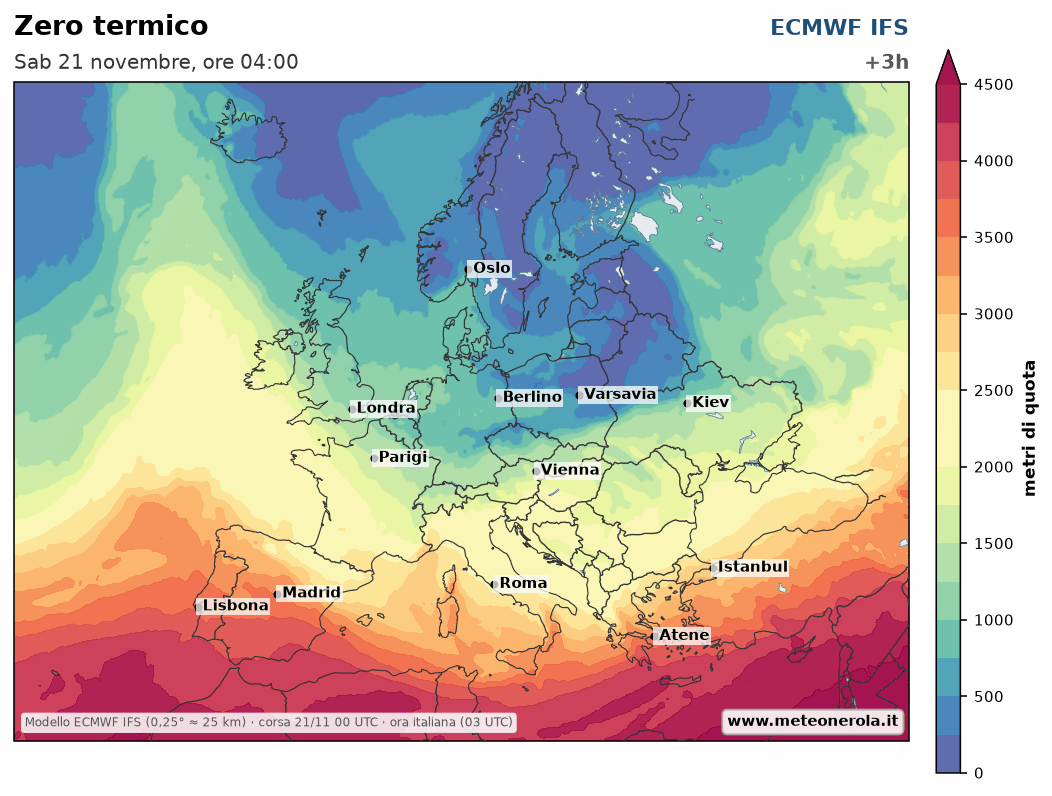 Zero termico
ECMWF IFS
Sab 21 novembre, ore 04:00
+3h
4500
4000
3500
3000
2500
2000
1500
1000
500
0
metri di quota
Oslo
Berlino
Varsavia
Londra
Kiev
Parigi
Vienna
Istanbul
Roma
Madrid
Lisbona
Atene
Modello ECMWF IFS (0,25° ≈ 25 km) · corsa 21/11 00 UTC · ora italiana (03 UTC)
www.meteonerola.it